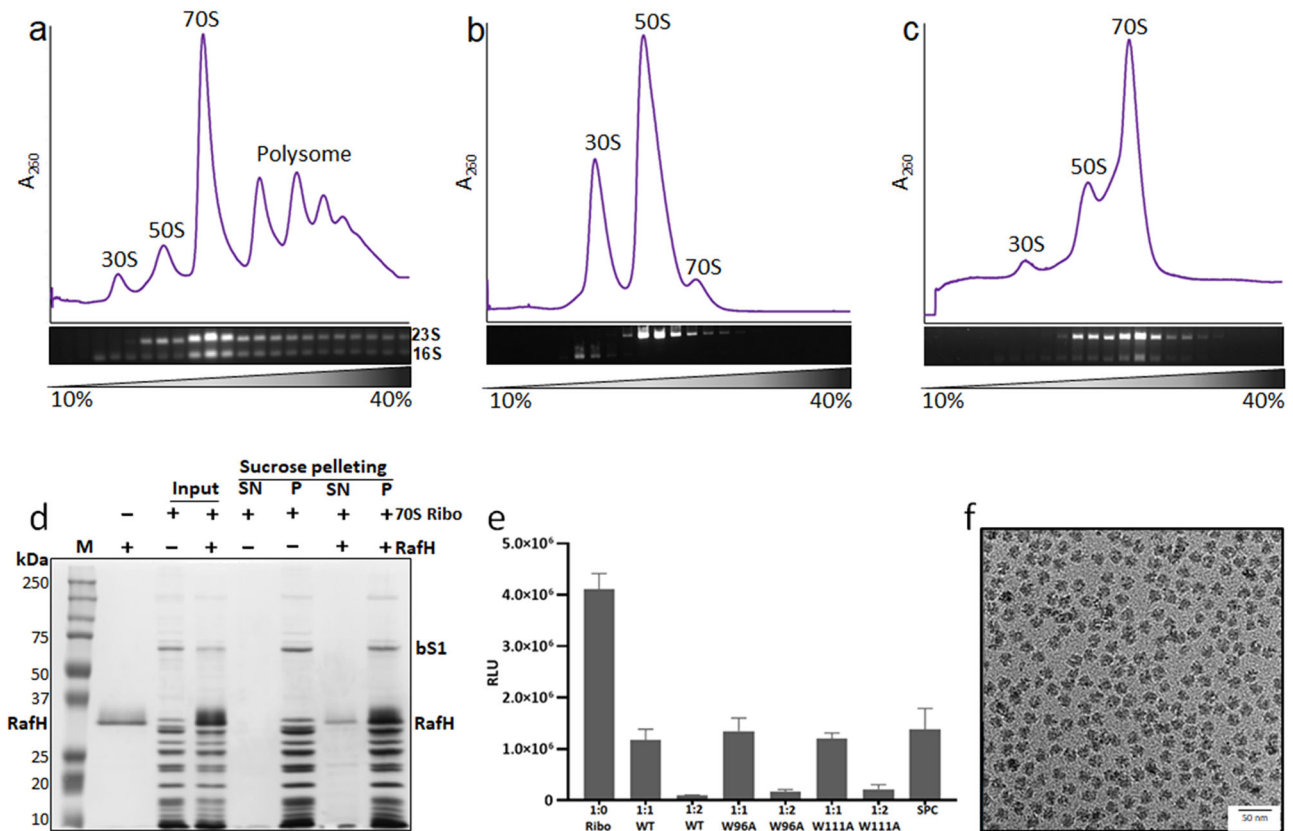 a
70S
50S
30S
Polysome
A260
23S
16S
10%
40%
b
50S
30S
70S
A260
10%
40%
c
70S
50S
30S
A260
10%
40%
d
Sucrose pelleting
Input SN P SN P
− + + + + + + 70S Ribo
M + − + − − + + RafH
kDa
250
75
50
37
25
20
15
10
RafH
bS1
RafH
e
RLU
5.0×10⁶
4.0×10⁶
3.0×10⁶
2.0×10⁶
1.0×10⁶
0
1:0 1:1 1:2 1:1 1:2 1:1 1:2 SPC
Ribo WT WT W96A W96A W111A W111A
f
50 nm